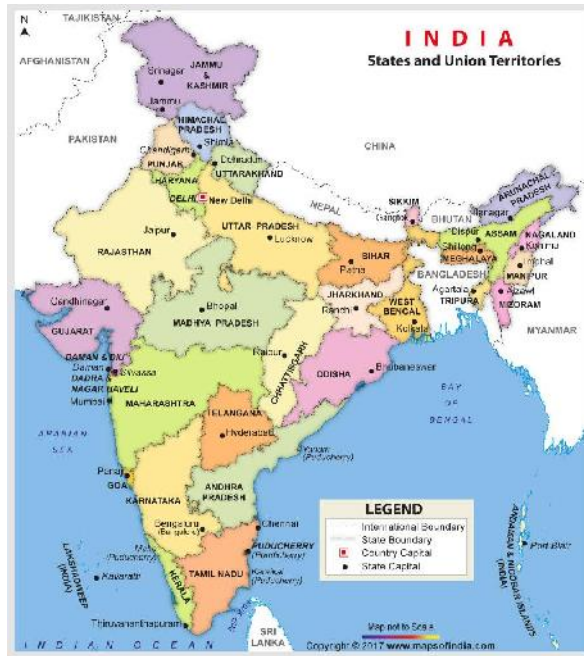 TAJIKISTAN
N
INDIA
States and Union Territories
AFGHANISTAN
JAMMU
&
KASHMIR
Srinagar
Jammu
HIMACHAL
PRADESH
Shimla
PAKISTAN
CHINA
Chandigarh
PUNJAB
Dehradun
UTTARAKHAND
HARYANA
DELHI
New Delhi
ARUNACHAL
PRADESH
SIKKIM
NEPAL
Gangtok
BHUTAN
Itanagar
RAJASTHAN
Jaipur
UTTAR PRADESH
Lucknow
Dispur
ASSAM
NAGALAND
Kohima
BIHAR
Patna
Shillong
MEGHALAYA
Imphal
MANIPUR
BANGLADESH
Gandhinagar
GUJARAT
Bhopal
MADHYA PRADESH
JHARKHAND
Ranchi
WEST
BENGAL
Kolkata
Agartala
TRIPURA
Aizawl
MIZORAM
MYANMAR
DAMAN & DIU
Daman
DADRA &
NAGAR HAVELI
Silvassa
Mumbai
MAHARASHTRA
Raipur
CHHATTISGARH
ODISHA
Bhubaneswar
BAY
OF
BENGAL
ARABIAN
SEA
TELANGANA
Hyderabad
Yanam
(Puducherry)
Panaji
GOA
KARNATAKA
ANDHRA
PRADESH
Bengaluru
(Bangalore)
Chennai
PUDUCHERRY
(Puducherry)
TAMIL NADU
Karaikal
(Puducherry)
LAKSHADWEEP
(INDIA)
Kavaratti
KERALA
Thiruvananthapuram
SRI
LANKA
INDIAN OCEAN
ANDAMAN & NICOBAR ISLANDS
(INDIA)
Port Blair
LEGEND
International Boundary
State Boundary
Country Capital
State Capital
Map not to Scale
Copyright © 2017 www.mapsofindia.com